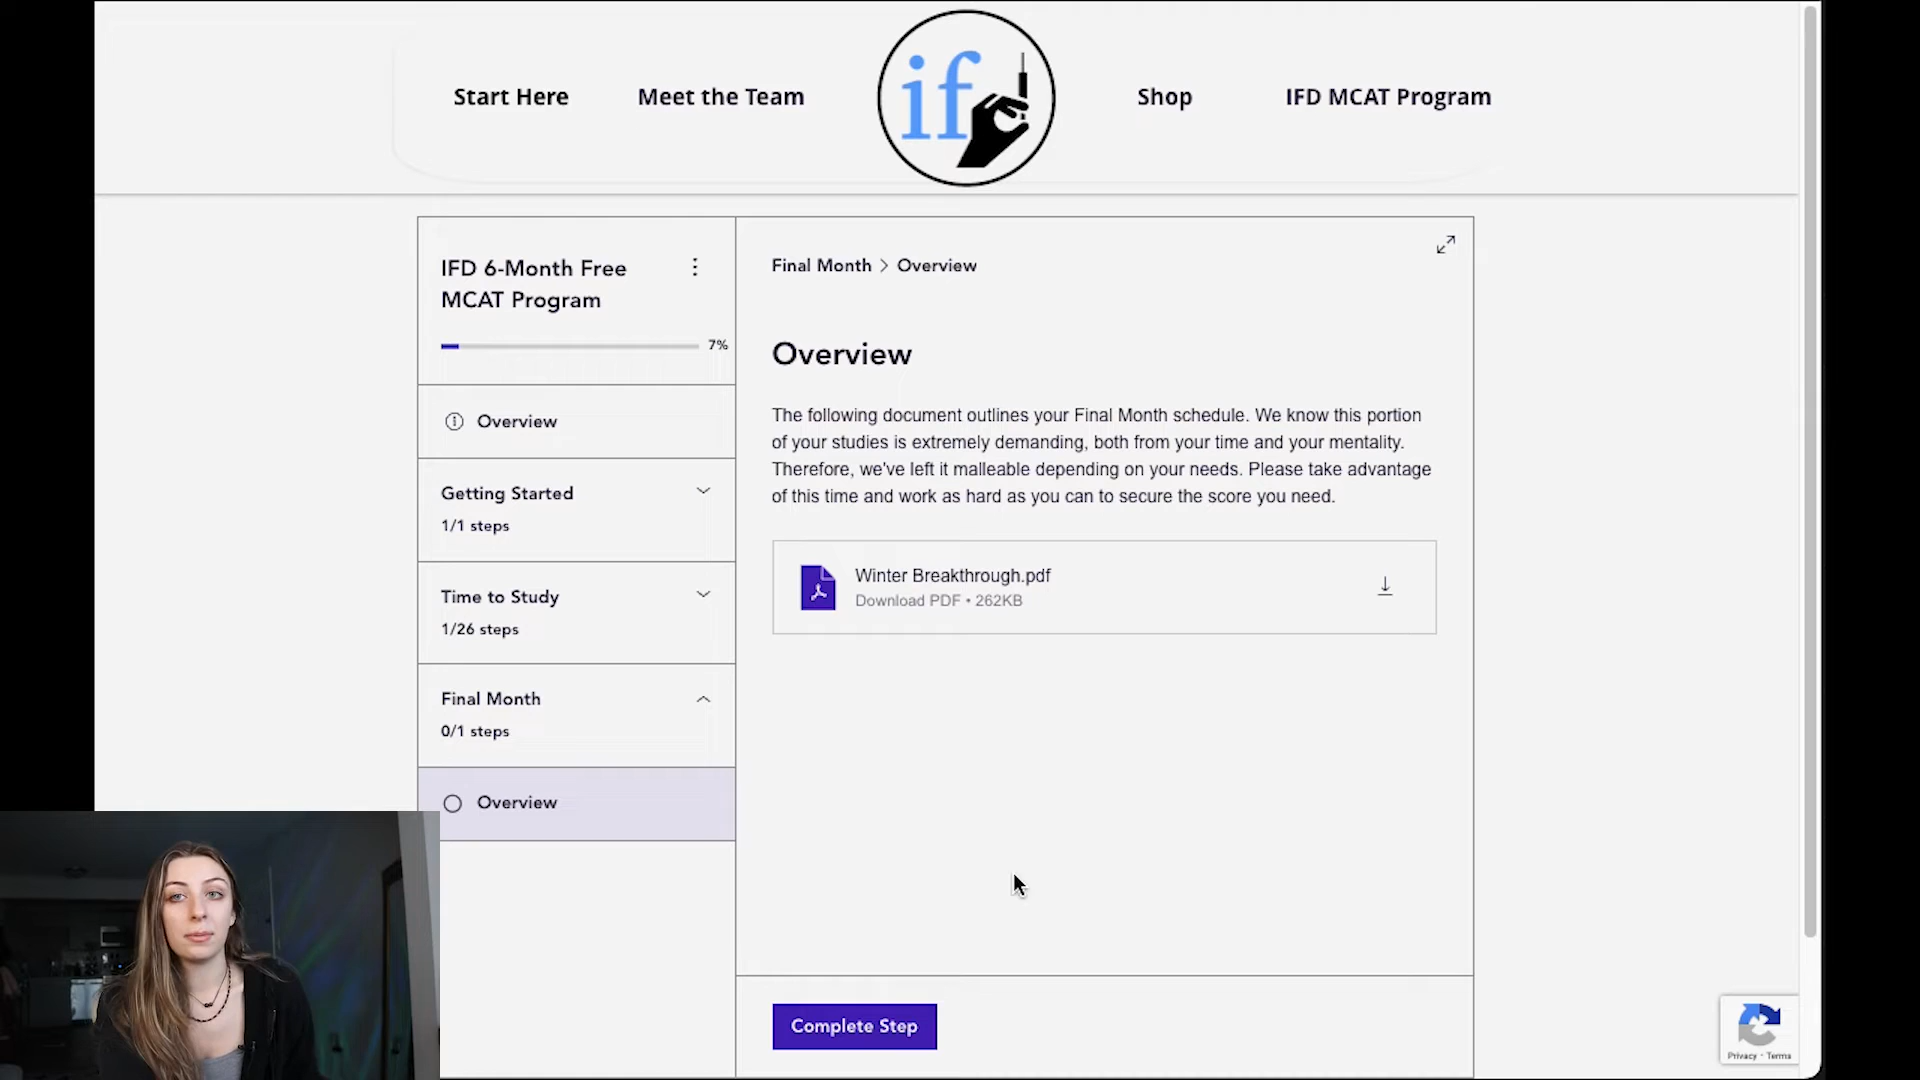 Start Here
Meet the Team
if
Shop
IFD MCAT Program
IFD 6-Month Free
MCAT Program
7%
Overview
Getting Started
1/1 steps
Time to Study
1/26 steps
Final Month
0/1 steps
Overview
Final Month > Overview
Overview
The following document outlines your Final Month schedule. We know this portion
of your studies is extremely demanding, both from your time and your mentality.
Therefore, we've left it malleable depending on your needs. Please take advantage
of this time and work as hard as you can to secure the score you need.
Winter Breakthrough.pdf
Download PDF • 262KB
Complete Step
Privacy - Terms